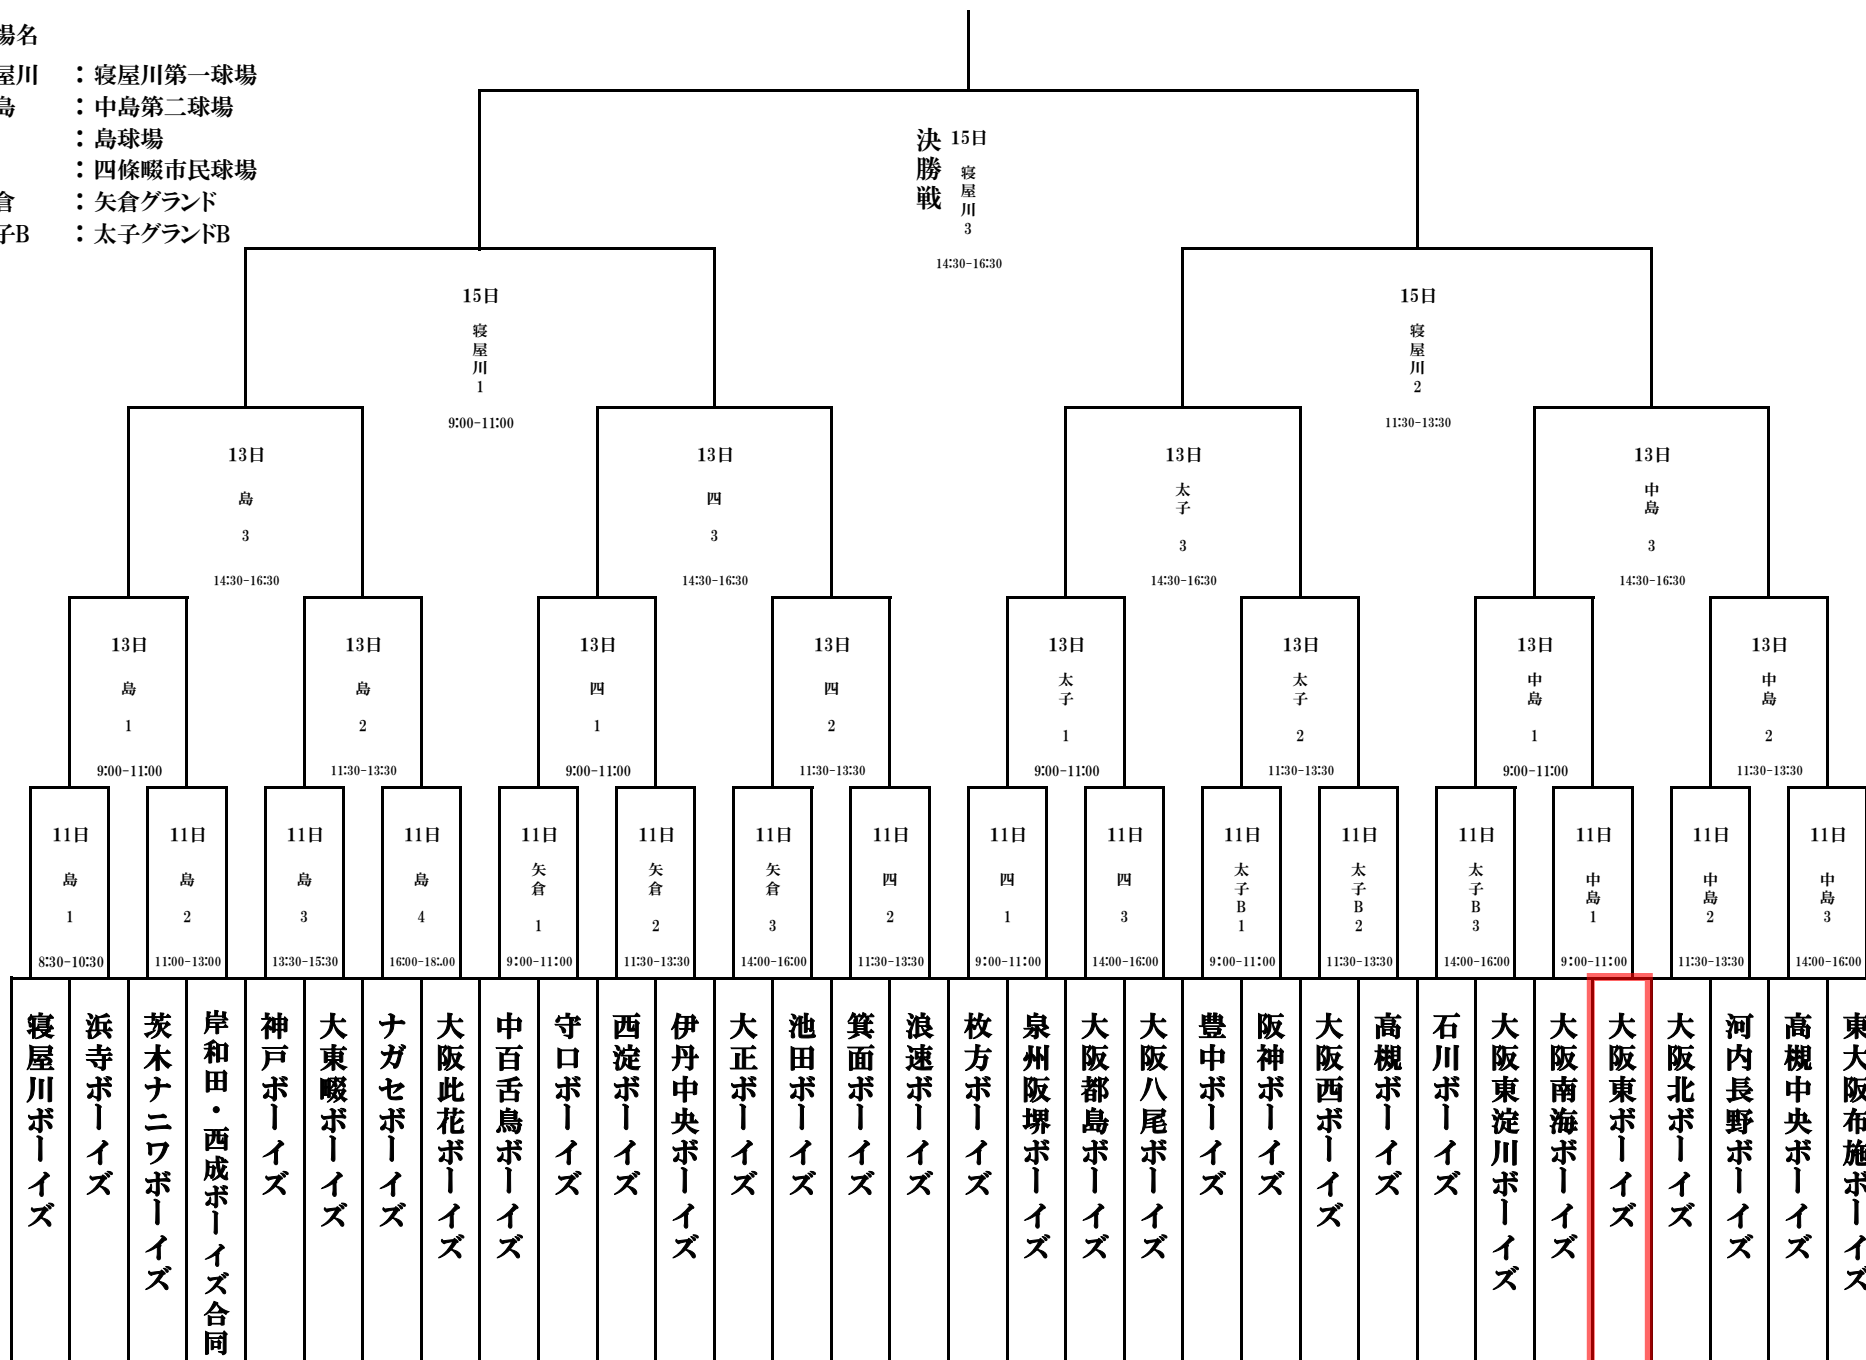 場名
屋川 ：寝屋川第一球場
島 ：中島第二球場
：島球場
：四條畷市民球場
倉 ：矢倉グランド
子B ：太子グランドB
決勝戦
15日
寝屋川3
14:30-16:30
15日
寝屋川1
9:00-11:00
15日
寝屋川2
11:30-13:30
13日
島
3
14:30-16:30
13日
四
3
14:30-16:30
13日
太子
3
14:30-16:30
13日
中島
3
14:30-16:30
13日
島
1
9:00-11:00
13日
島
2
11:30-13:30
13日
四
1
9:00-11:00
13日
四
2
11:30-13:30
13日
太子
1
9:00-11:00
13日
太子
2
11:30-13:30
13日
中島
1
9:00-11:00
13日
中島
2
11:30-13:30
11日
島
1
8:30-10:30
11日
島
2
11:00-13:00
11日
島
3
13:30-15:30
11日
島
4
16:00-18:00
11日
矢倉
1
9:00-11:00
11日
矢倉
2
11:30-13:30
11日
矢倉
3
14:00-16:00
11日
四
2
11:30-13:30
11日
四
1
9:00-11:00
11日
四
3
14:00-16:00
11日
太子B1
9:00-11:00
11日
太子B2
11:30-13:30
11日
太子B3
14:00-16:00
11日
中島1
9:00-11:00
11日
中島2
11:30-13:30
11日
中島3
14:00-16:00
寝屋川ボーイズ
浜寺ボーイズ
茨木ナニワボーイズ
岸和田・西成ボーイズ合同
神戸ボーイズ
大東畷ボーイズ
ナガセボーイズ
大阪此花ボーイズ
中百舌鳥ボーイズ
守口ボーイズ
西淀ボーイズ
伊丹中央ボーイズ
大正ボーイズ
池田ボーイズ
箕面ボーイズ
浪速ボーイズ
枚方ボーイズ
泉州阪堺ボーイズ
大阪都島ボーイズ
大阪八尾ボーイズ
豊中ボーイズ
阪神ボーイズ
大阪西ボーイズ
高槻ボーイズ
石川ボーイズ
大阪東淀川ボーイズ
大阪南海ボーイズ
大阪東ボーイズ
大阪北ボーイズ
河内長野ボーイズ
高槻中央ボーイズ
東大阪布施ボーイズ